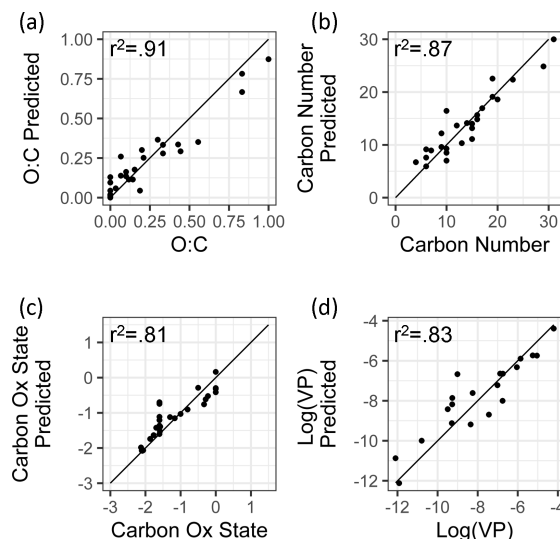 (a)
r²=.91
1.00
0.75
0.50
0.25
0.00
O:C Predicted
0.00 0.25 0.50 0.75 1.00
O:C
(b)
r²=.87
30
20
10
0
Carbon Number
Predicted
0 10 20 30
Carbon Number
(c)
r²=.81
1
0
-1
-2
-3
Carbon Ox State
Predicted
-3 -2 -1 0 1
Carbon Ox State
(d)
r²=.83
-4
-6
-8
-10
-12
Log(VP)
Predicted
-12 -10 -8 -6 -4
Log(VP)